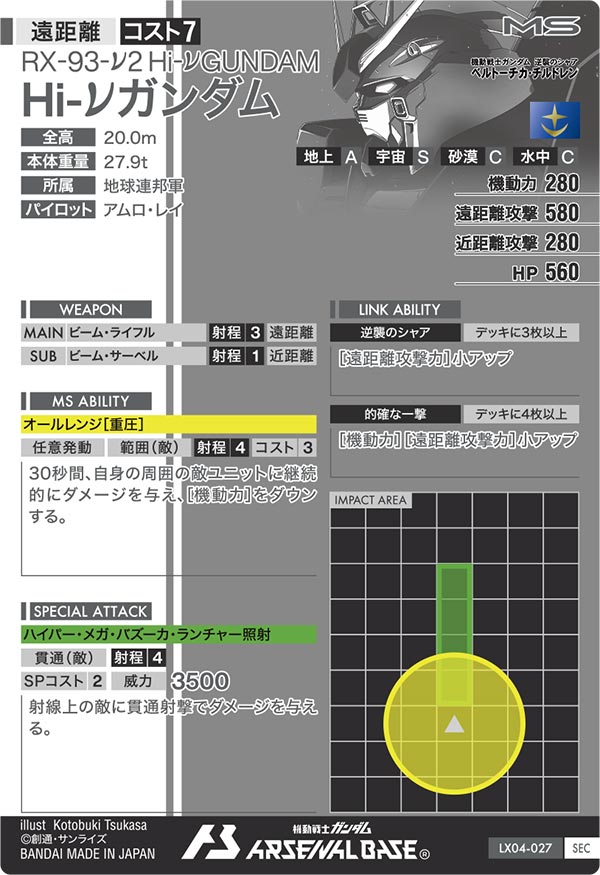 遠距離 コスト7
MS
RX-93-ν2 Hi-νGUNDAM
Hi-νガンダム
機動戦士ガンダム 逆襲のシャア
ベルトーチカ・チルドレン
全高 20.0m
本体重量 27.9t
所属 地球連邦軍
パイロット アムロ・レイ
地上 A 宇宙 S 砂漠 C 水中 C
機動力 280
遠距離攻撃 580
近距離攻撃 280
HP 560
WEAPON
MAIN ビーム・ライフル 射程 3 遠距離
SUB ビーム・サーベル 射程 1 近距離
MS ABILITY
オールレンジ[重圧]
任意発動 範囲(敵) 射程 4 コスト 3
30秒間、自身の周囲の敵ユニットに継続
的にダメージを与え、[機動力]をダウン
する。
SPECIAL ATTACK
ハイパー・メガ・バズーカ・ランチャー照射
貫通(敵) 射程 4
SPコスト 2 威力 3500
射線上の敵に貫通射撃でダメージを与え
る。
LINK ABILITY
逆襲のシャア デッキに3枚以上
[遠距離攻撃力]小アップ
的確な一撃 デッキに4枚以上
[機動力][遠距離攻撃力]小アップ
IMPACT AREA
illust Kotobuki Tsukasa
©創通・サンライズ
BANDAI MADE IN JAPAN
機動戦士ガンダム
ARSENAL BASE®
LX04-027 SEC